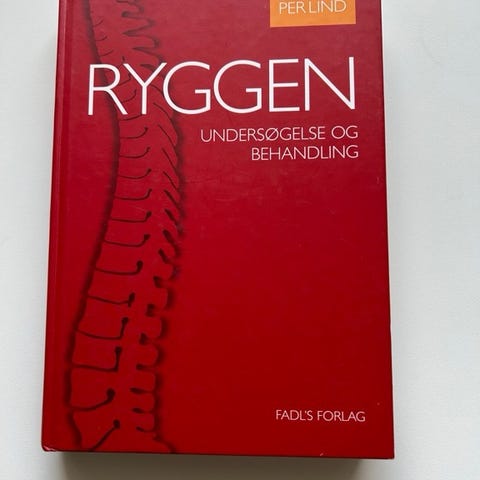 PER LIND
RYGGEN
UNDERSØGELSE OG
BEHANDLING
FADL'S FORLAG